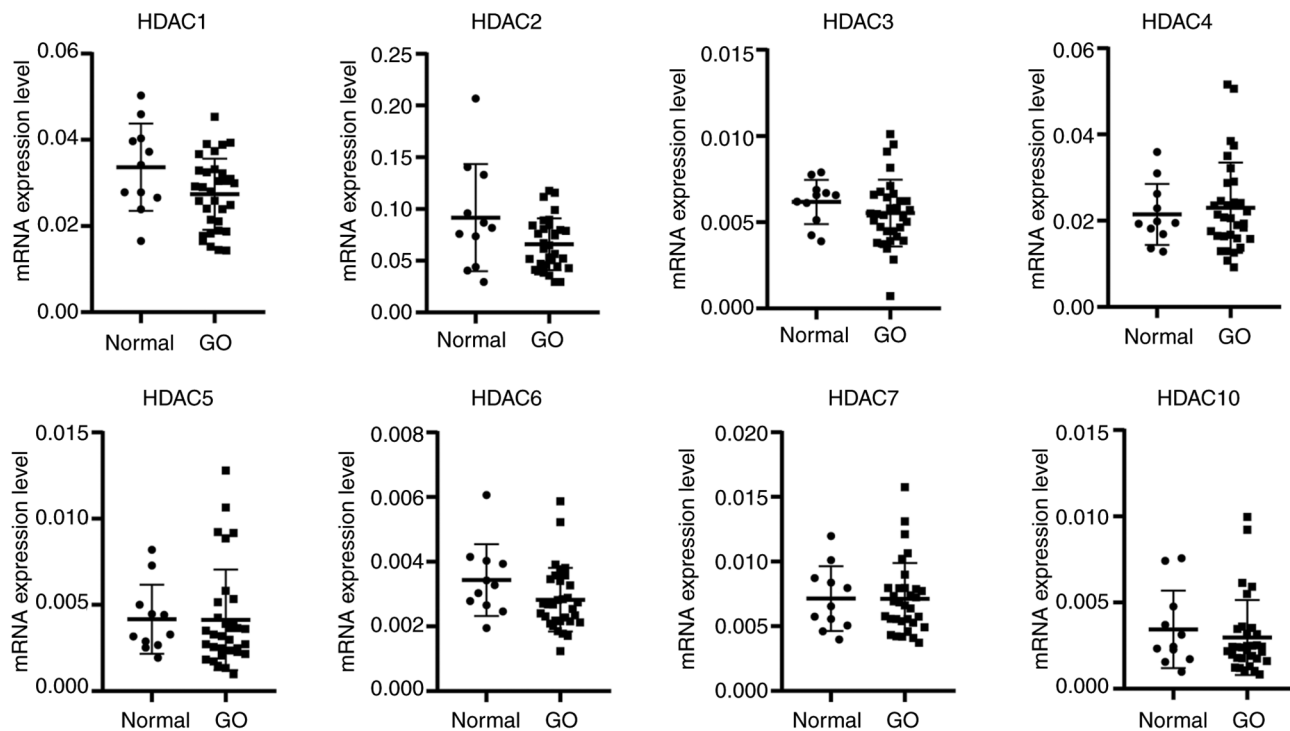 HDAC1
mRNA expression level
0.06
0.04
0.02
0.00
Normal GO
HDAC2
mRNA expression level
0.25
0.20
0.15
0.10
0.05
0.00
Normal GO
HDAC3
mRNA expression level
0.015
0.010
0.005
0.000
Normal GO
HDAC4
mRNA expression level
0.06
0.04
0.02
0.00
Normal GO
HDAC5
mRNA expression level
0.015
0.010
0.005
0.000
Normal GO
HDAC6
mRNA expression level
0.008
0.006
0.004
0.002
0.000
Normal GO
HDAC7
mRNA expression level
0.020
0.015
0.010
0.005
0.000
Normal GO
HDAC10
mRNA expression level
0.015
0.010
0.005
0.000
Normal GO